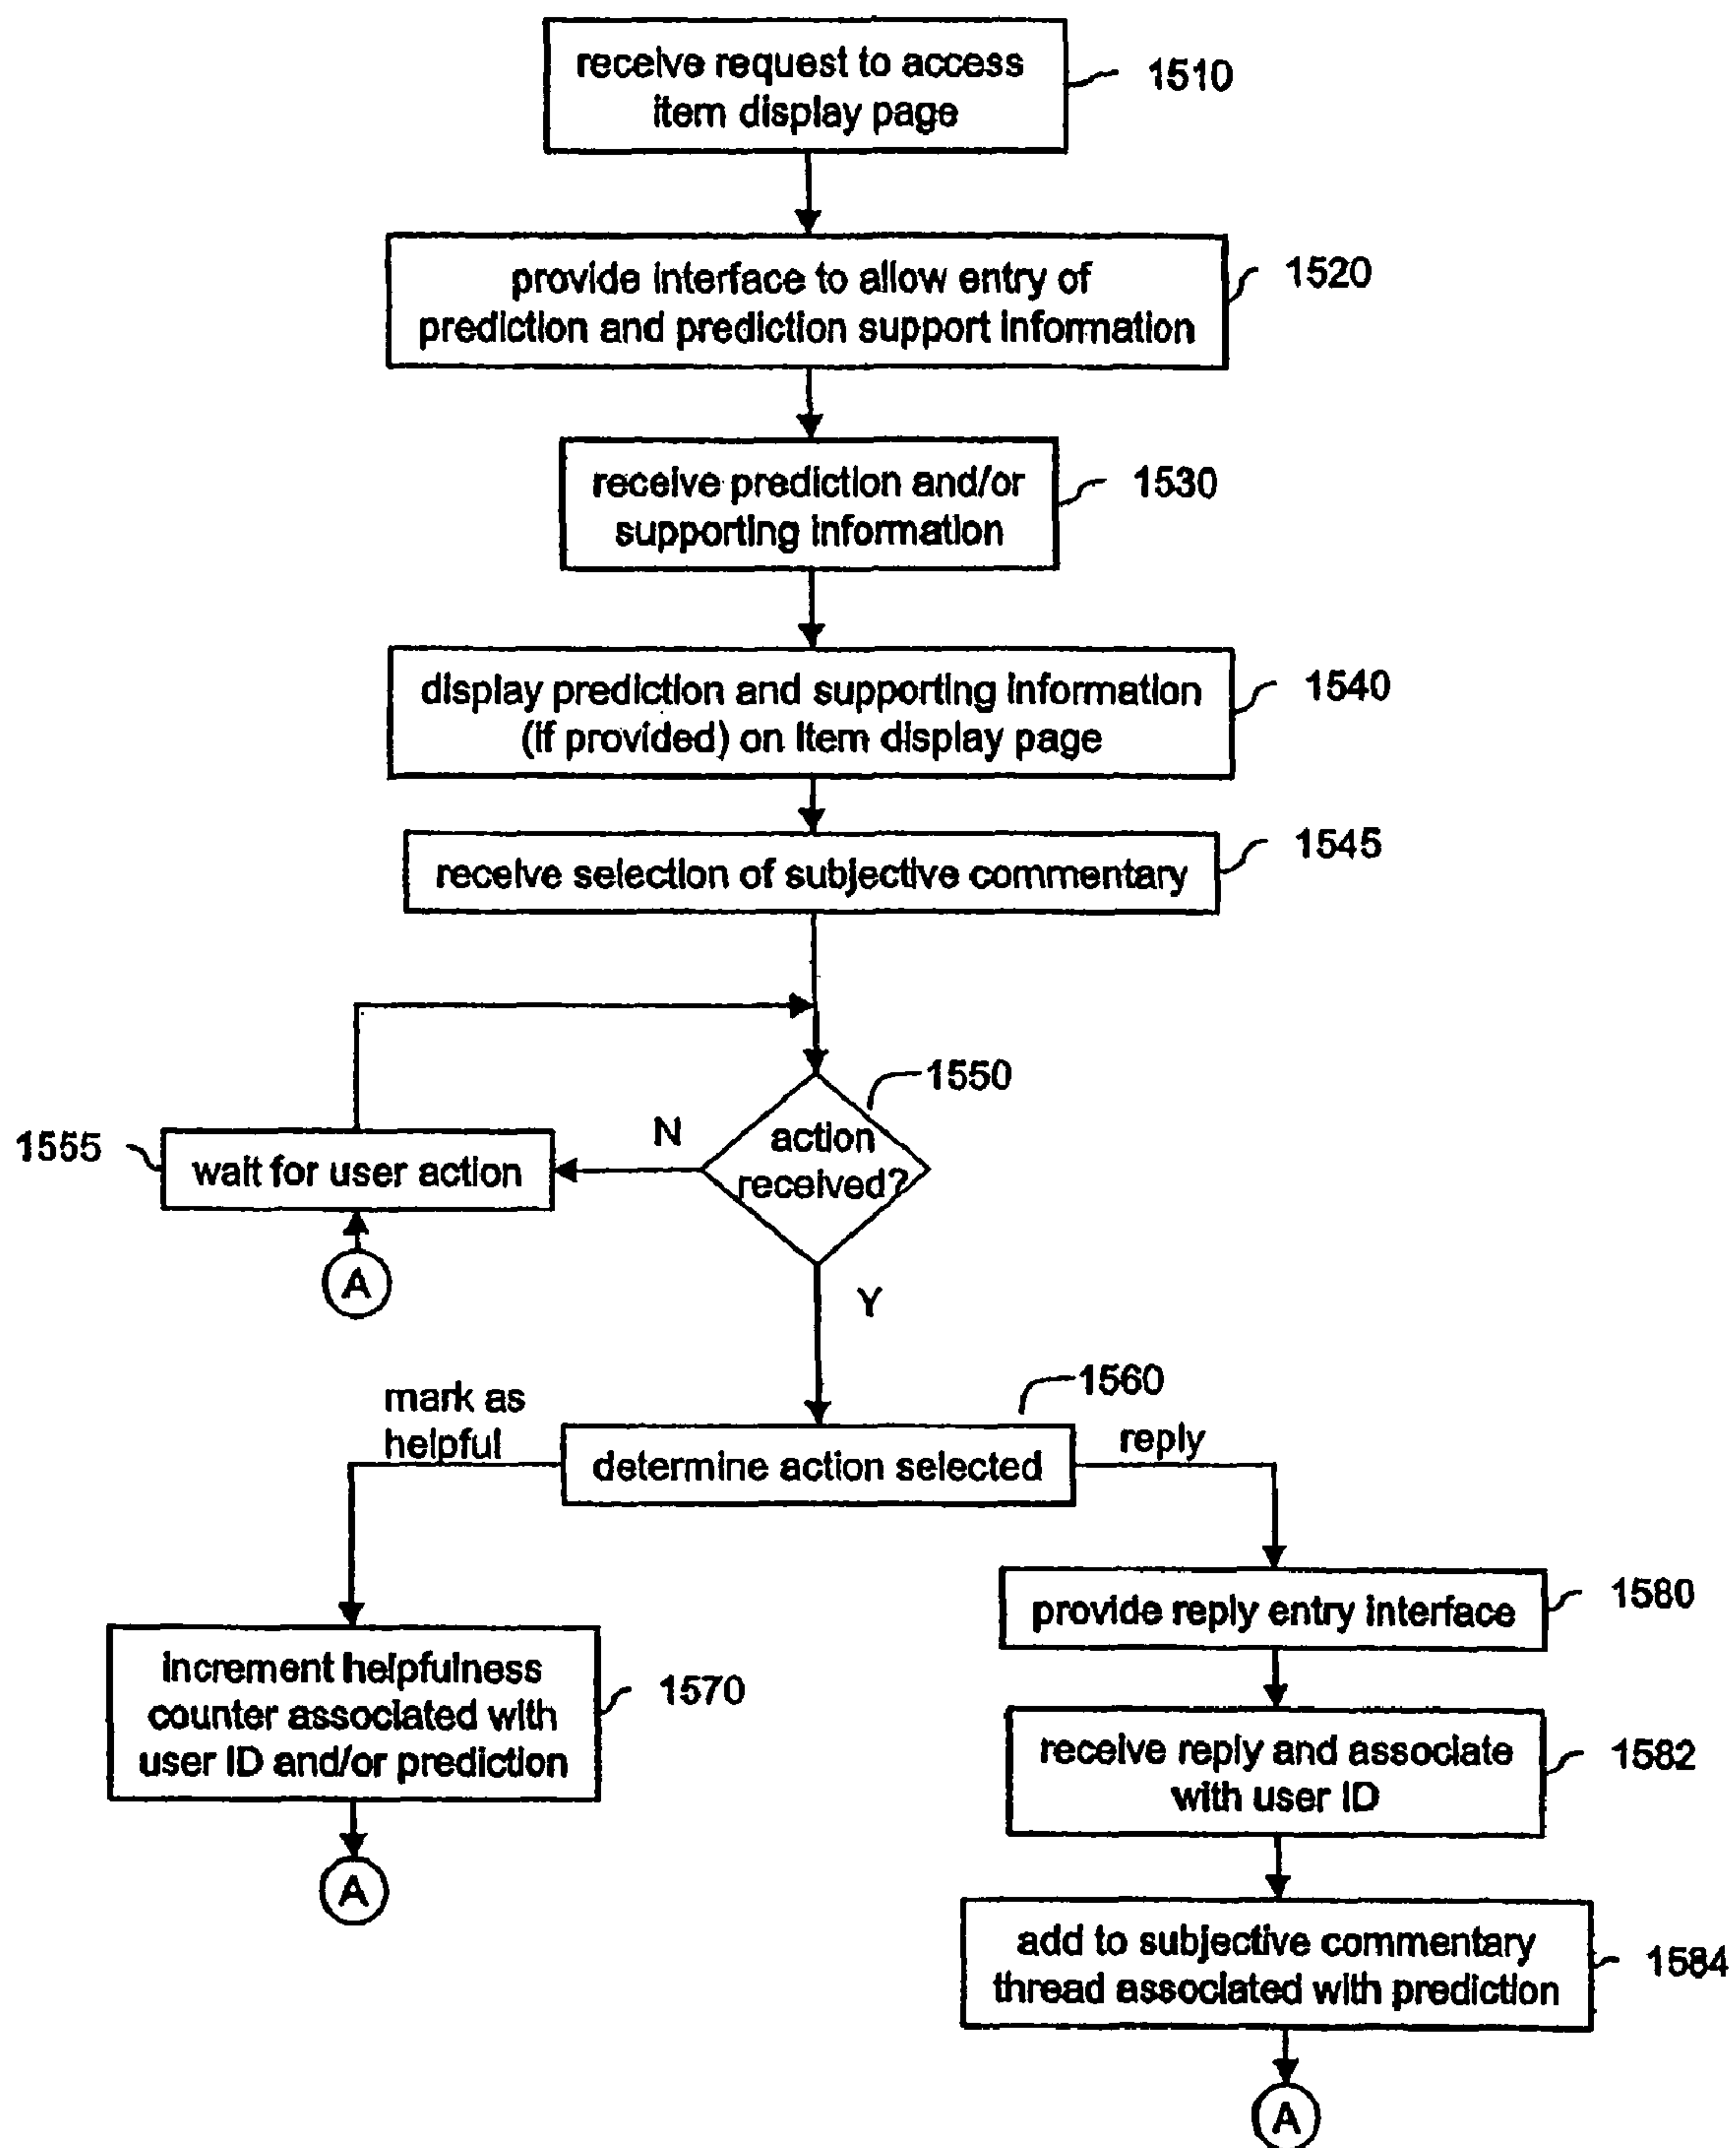 receive request to access
item display page
1510
provide interface to allow entry of
prediction and prediction support information
1520
receive prediction and/or
supporting information
1530
display prediction and supporting information
(if provided) on item display page
1540
receive selection of subjective commentary
1545
1550
action
received?
N
1555
wait for user action
A
Y
1560
mark as
helpful
determine action selected
reply
provide reply entry interface
1580
increment helpfulness
counter associated with
user ID and/or prediction
1570
receive reply and associate
with user ID
1582
A
add to subjective commentary
thread associated with prediction
1584
A